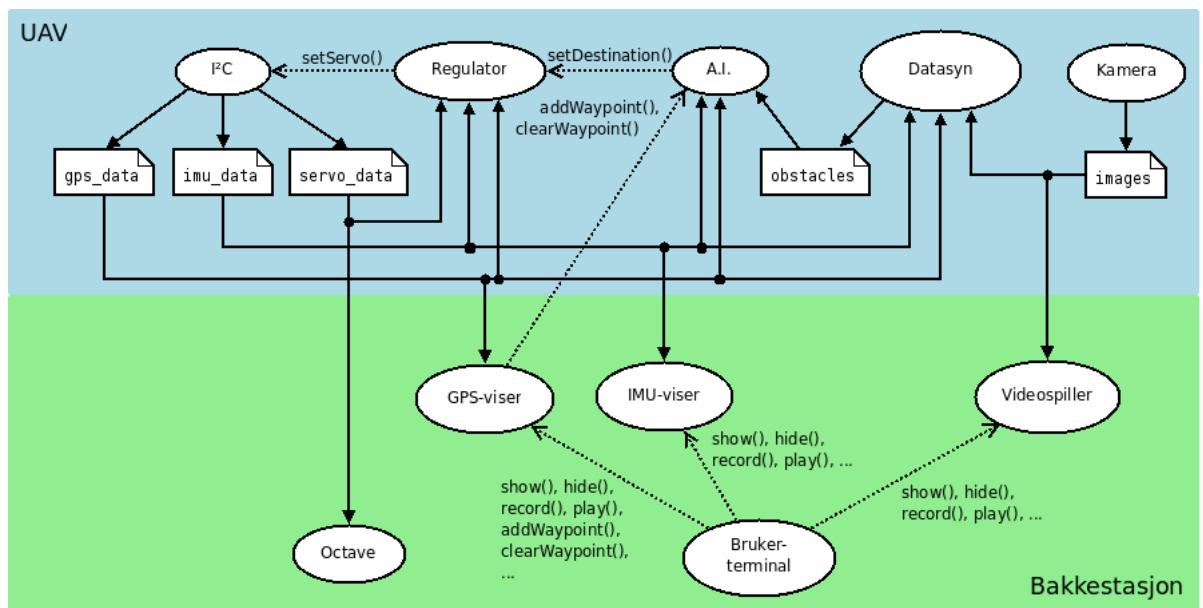 UAV
I²C
setServo()
Regulator
setDestination()
A.I.
Datasyn
Kamera
addWaypoint(),
clearWaypoint()
gps_data
imu_data
servo_data
obstacles
images
GPS-viser
IMU-viser
Videospiller
show(), hide(),
record(), play(), ...
show(), hide(),
record(), play(),
addWaypoint(),
clearWaypoint(),
...
show(), hide(),
record(), play(), ...
Octave
Bruker-
terminal
Bakkestasjon